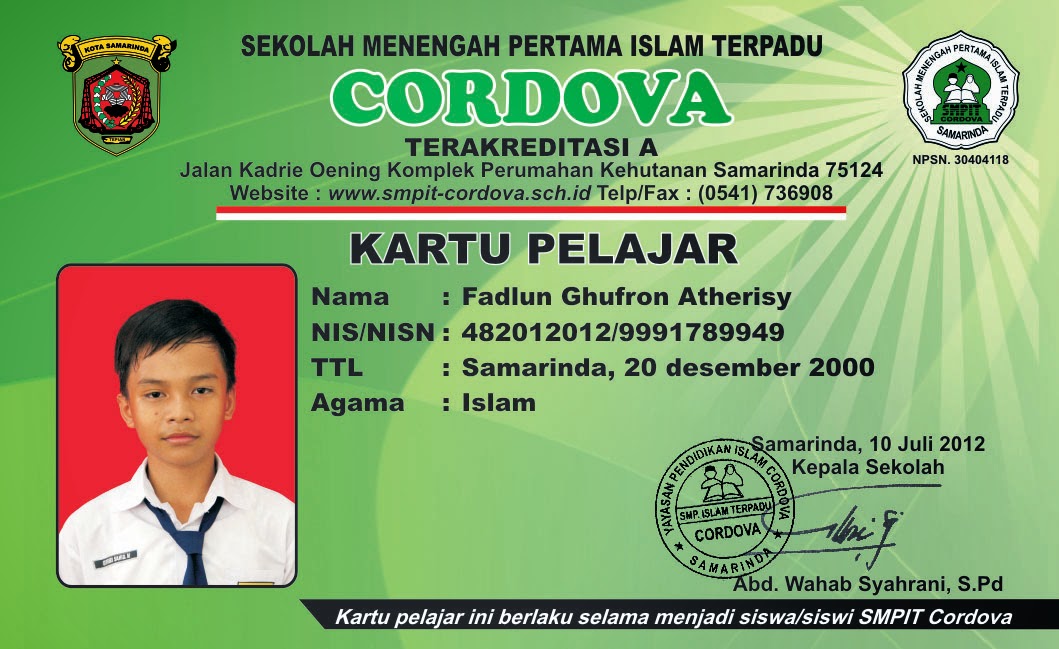 KOTA SAMARINDA
TEPIAN
SEKOLAH MENENGAH PERTAMA ISLAM TERPADU
CORDOVA
TERAKREDITASI A
Jalan Kadrie Oening Komplek Perumahan Kehutanan Samarinda 75124
Website : www.smpit-cordova.sch.id Telp/Fax : (0541) 736908
SEKOLAH MENENGAH PERTAMA ISLAM TERPADU
SMPIT
CORDOVA
SAMARINDA
NPSN. 30404118
KARTU PELAJAR
Nama : Fadlun Ghufron Atherisy
NIS/NISN : 482012012/9991789949
TTL : Samarinda, 20 desember 2000
Agama : Islam
Samarinda, 10 Juli 2012
Kepala Sekolah
YAYASAN PENDIDIKAN ISLAM CORDOVA
SMP. ISLAM TERPADU
CORDOVA
SAMARINDA
Abd. Wahab Syahrani, S.Pd
Kartu pelajar ini berlaku selama menjadi siswa/siswi SMPIT Cordova